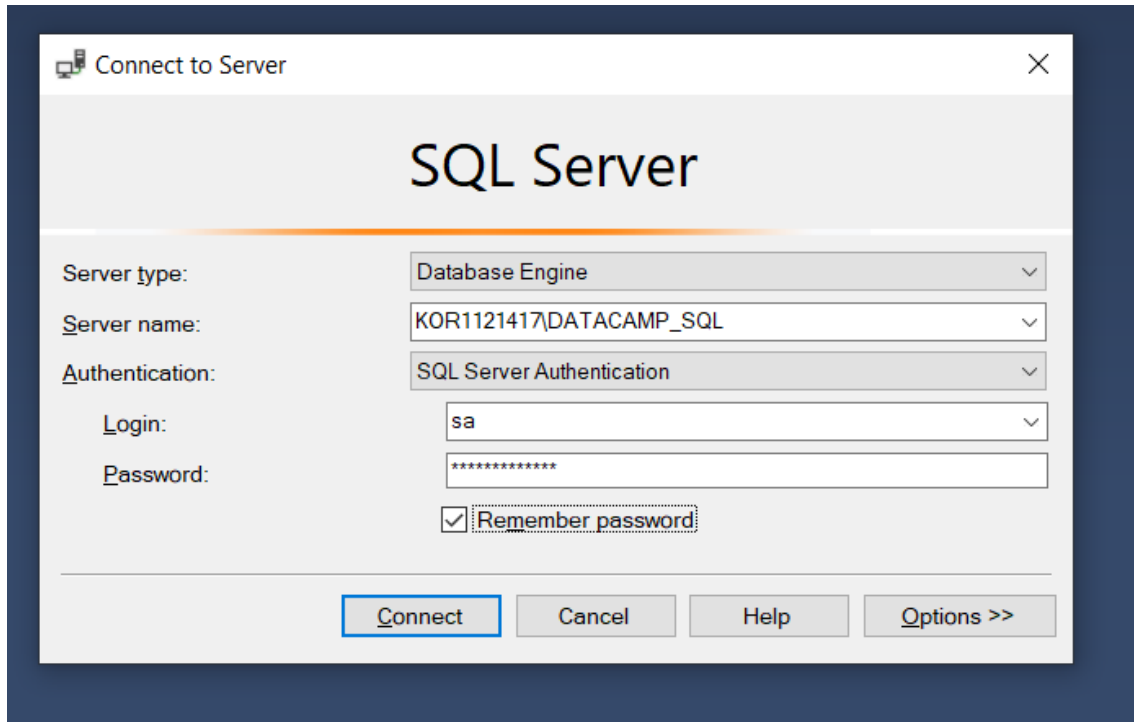 Connect to Server
SQL Server
Server type: Database Engine
Server name: KOR1121417\DATACAMP_SQL
Authentication: SQL Server Authentication
Login: sa
Password: *************
Remember password
Connect Cancel Help Options >>